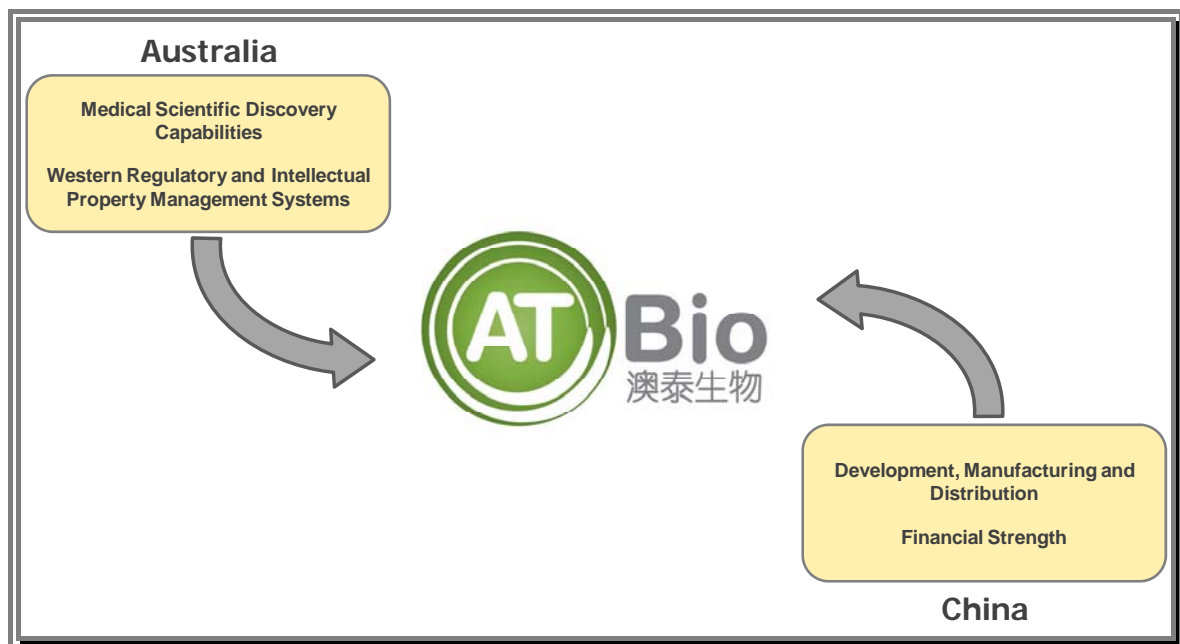 Australia
Medical Scientific Discovery
Capabilities
Western Regulatory and Intellectual
Property Management Systems
AT Bio
澳泰生物
Development, Manufacturing and
Distribution
Financial Strength
China